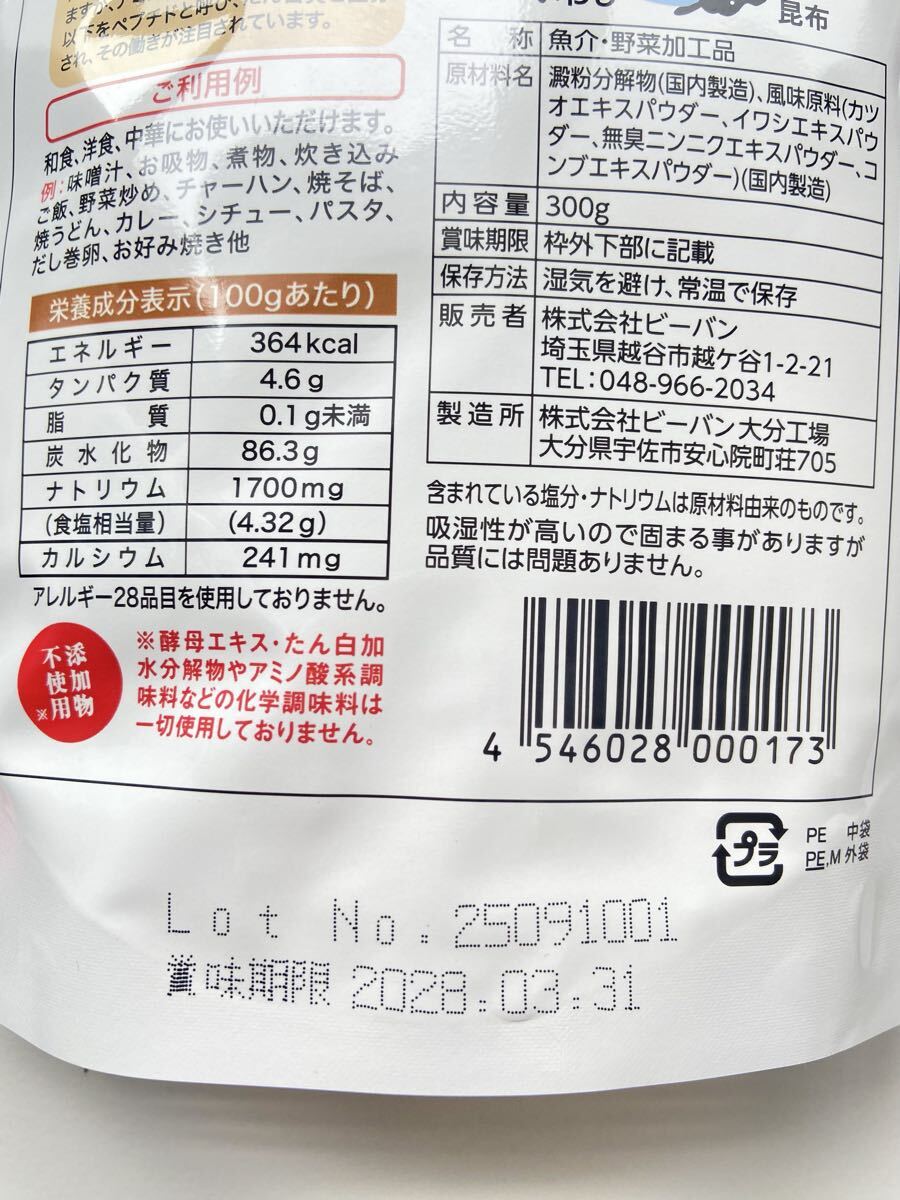 以下をペプチドと呼び、
され、その働きが注目されています。
ご利用例
和食、洋食、中華にお使いいただけます。
例:味噌汁、お吸物、煮物、炊き込み
ご飯、野菜炒め、チャーハン、焼そば、
焼うどん、カレー、シチュー、パスタ、
だし巻卵、お好み焼き他
栄養成分表示(100gあたり)
エネルギー 364kcal
タンパク質 4.6g
脂質 0.1g未満
炭水化物 86.3g
ナトリウム 1700mg
(食塩相当量) (4.32g)
カルシウム 241mg
アレルギー28品目を使用しておりません。
添加物
不使用
※
※酵母エキス・たん白加
水分解物やアミノ酸系調
味料などの化学調味料は
一切使用しておりません。
昆布
名称 魚介・野菜加工品
原材料名 澱粉分解物(国内製造)、風味原料(カツ
オエキスパウダー、イワシエキスパウ
ダー、無臭ニンニクエキスパウダー、コ
ンブエキスパウダー)(国内製造)
内容量 300g
賞味期限 枠外下部に記載
保存方法 湿気を避け、常温で保存
販売者 株式会社ビーバン
埼玉県越谷市越ケ谷1-2-21
TEL:048-966-2034
製造所 株式会社ビーバン大分工場
大分県宇佐市安心院町荘705
含まれている塩分・ナトリウムは原材料由来のものです。
吸湿性が高いので固まる事がありますが
品質には問題ありません。
4 546028 000173
プラ
PE 中袋
PE,M 外袋
Lot No.:25091001
賞味期限 2028.03.31